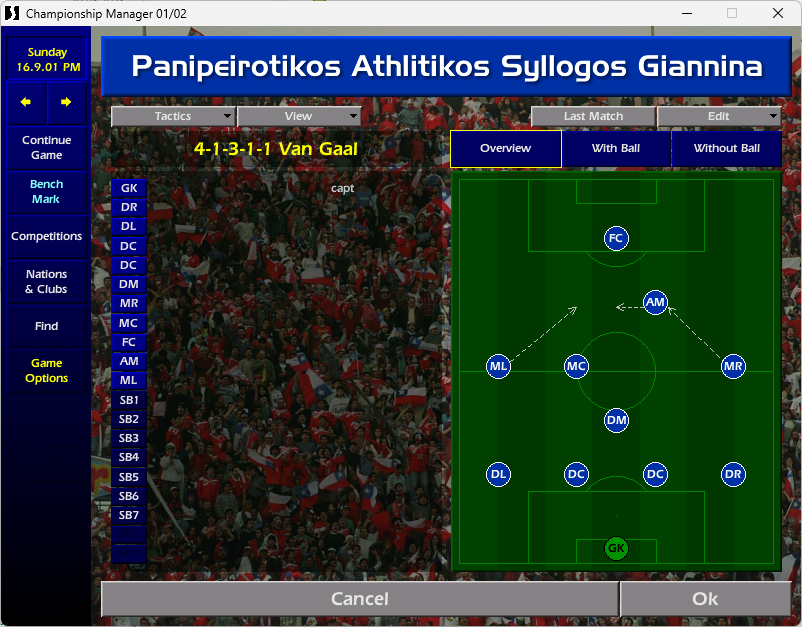 Championship Manager 01/02
Panipeirotikos Athlitikos Syllogos Giannina
Sunday
16.9.01 PM
Continue
Game
Bench
Mark
Competitions
Nations
& Clubs
Find
Game
Options
Tactics
View
Last Match
Edit
4-1-3-1-1 Van Gaal
Overview
With Ball
Without Ball
GK capt
DR
DL
DC
DC
DM
MR
MC
FC
AM
ML
SB1
SB2
SB3
SB4
SB5
SB6
SB7
FC
AM
ML MC MR
DM
DL DC DC DR
GK
Cancel
Ok